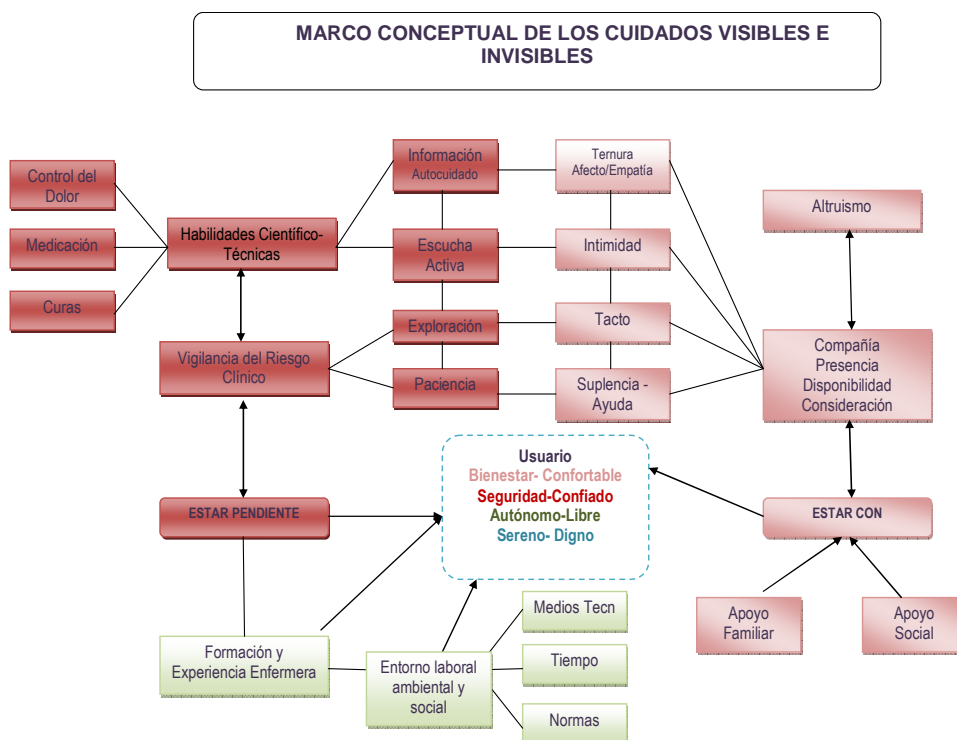 MARCO CONCEPTUAL DE LOS CUIDADOS VISIBLES E
INVISIBLES
Control del
Dolor
Medicación
Curas
Habilidades Científico-
Técnicas
Vigilancia del Riesgo
Clínico
Información
Autocuidado
Escucha
Activa
Exploración
Paciencia
Ternura
Afecto/Empatía
Intimidad
Tacto
Suplencia -
Ayuda
Altruismo
Compañía
Presencia
Disponibilidad
Consideración
ESTAR PENDIENTE
Usuario
Bienestar- Confortable
Seguridad-Confiado
Autónomo-Libre
Sereno- Digno
ESTAR CON
Apoyo
Familiar
Apoyo
Social
Formación y
Experiencia Enfermera
Entorno laboral
ambiental y
social
Medios Tecn
Tiempo
Normas